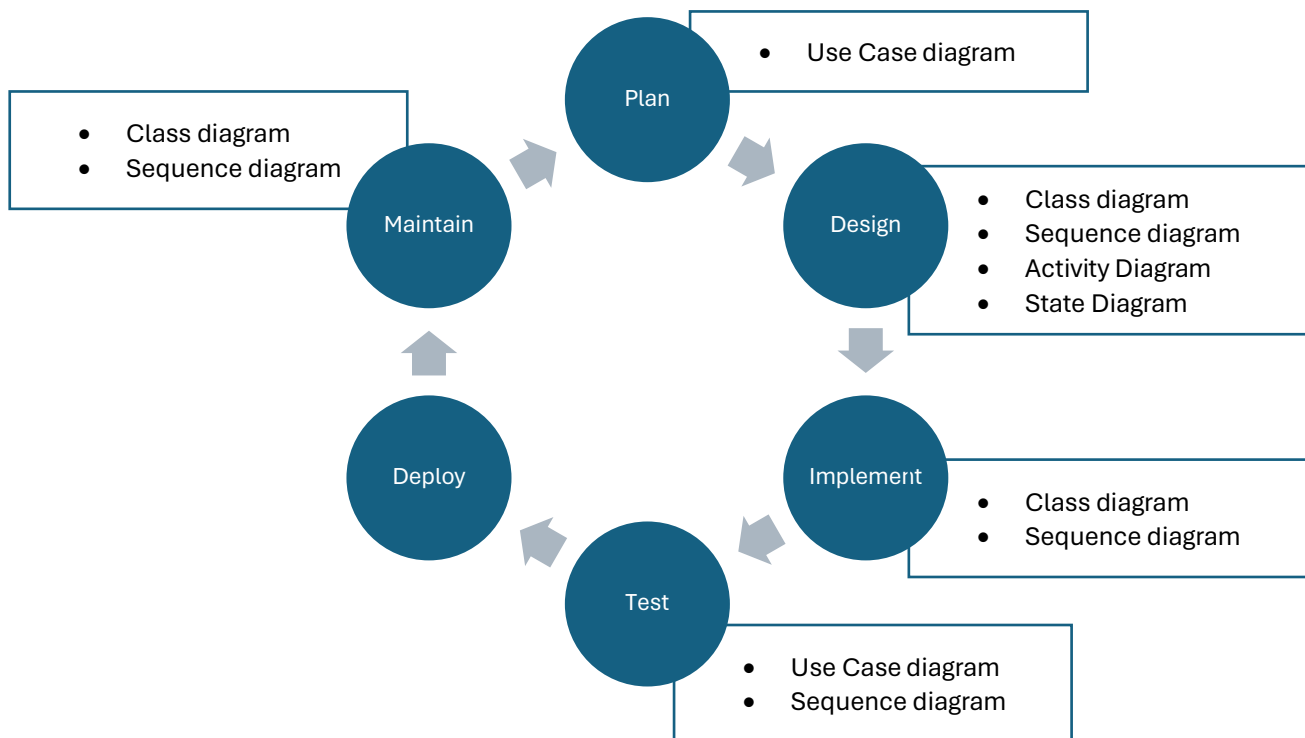 Plan
• Use Case diagram
Design
• Class diagram
• Sequence diagram
• Activity Diagram
• State Diagram
Implement
• Class diagram
• Sequence diagram
Test
• Use Case diagram
• Sequence diagram
Deploy
Maintain
• Class diagram
• Sequence diagram